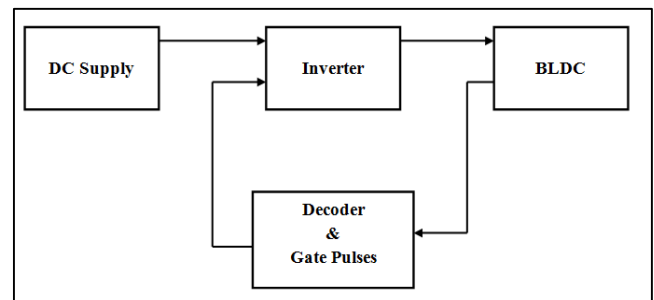 DC Supply
Inverter
BLDC
Decoder
&
Gate Pulses